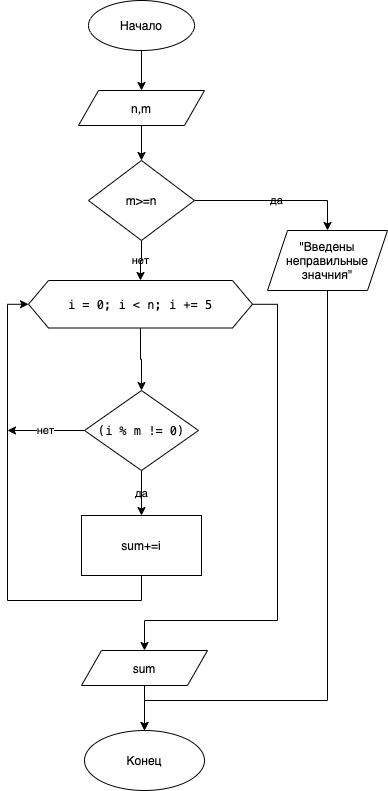 Начало
n,m
m>=n
да
нет
"Введены
неправильные
значния"
i = 0; i < n; i += 5
(i % m != 0)
нет
да
sum+=i
sum
Конец